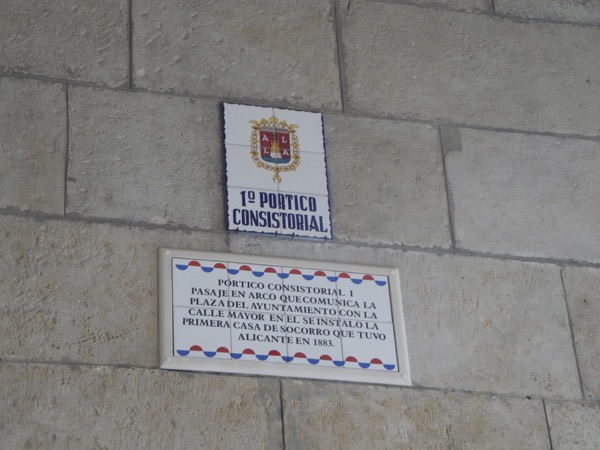 A L
L A
1º PORTICO
CONSISTORIAL
PORTICO CONSISTORIAL I
PASAJE EN ARCO QUE COMUNICA LA
PLAZA DEL AYUNTAMIENTO CON LA
CALLE MAYOR EN EL SE INSTALO LA
PRIMERA CASA DE SOCORRO QUE TUVO
ALICANTE EN 1883.